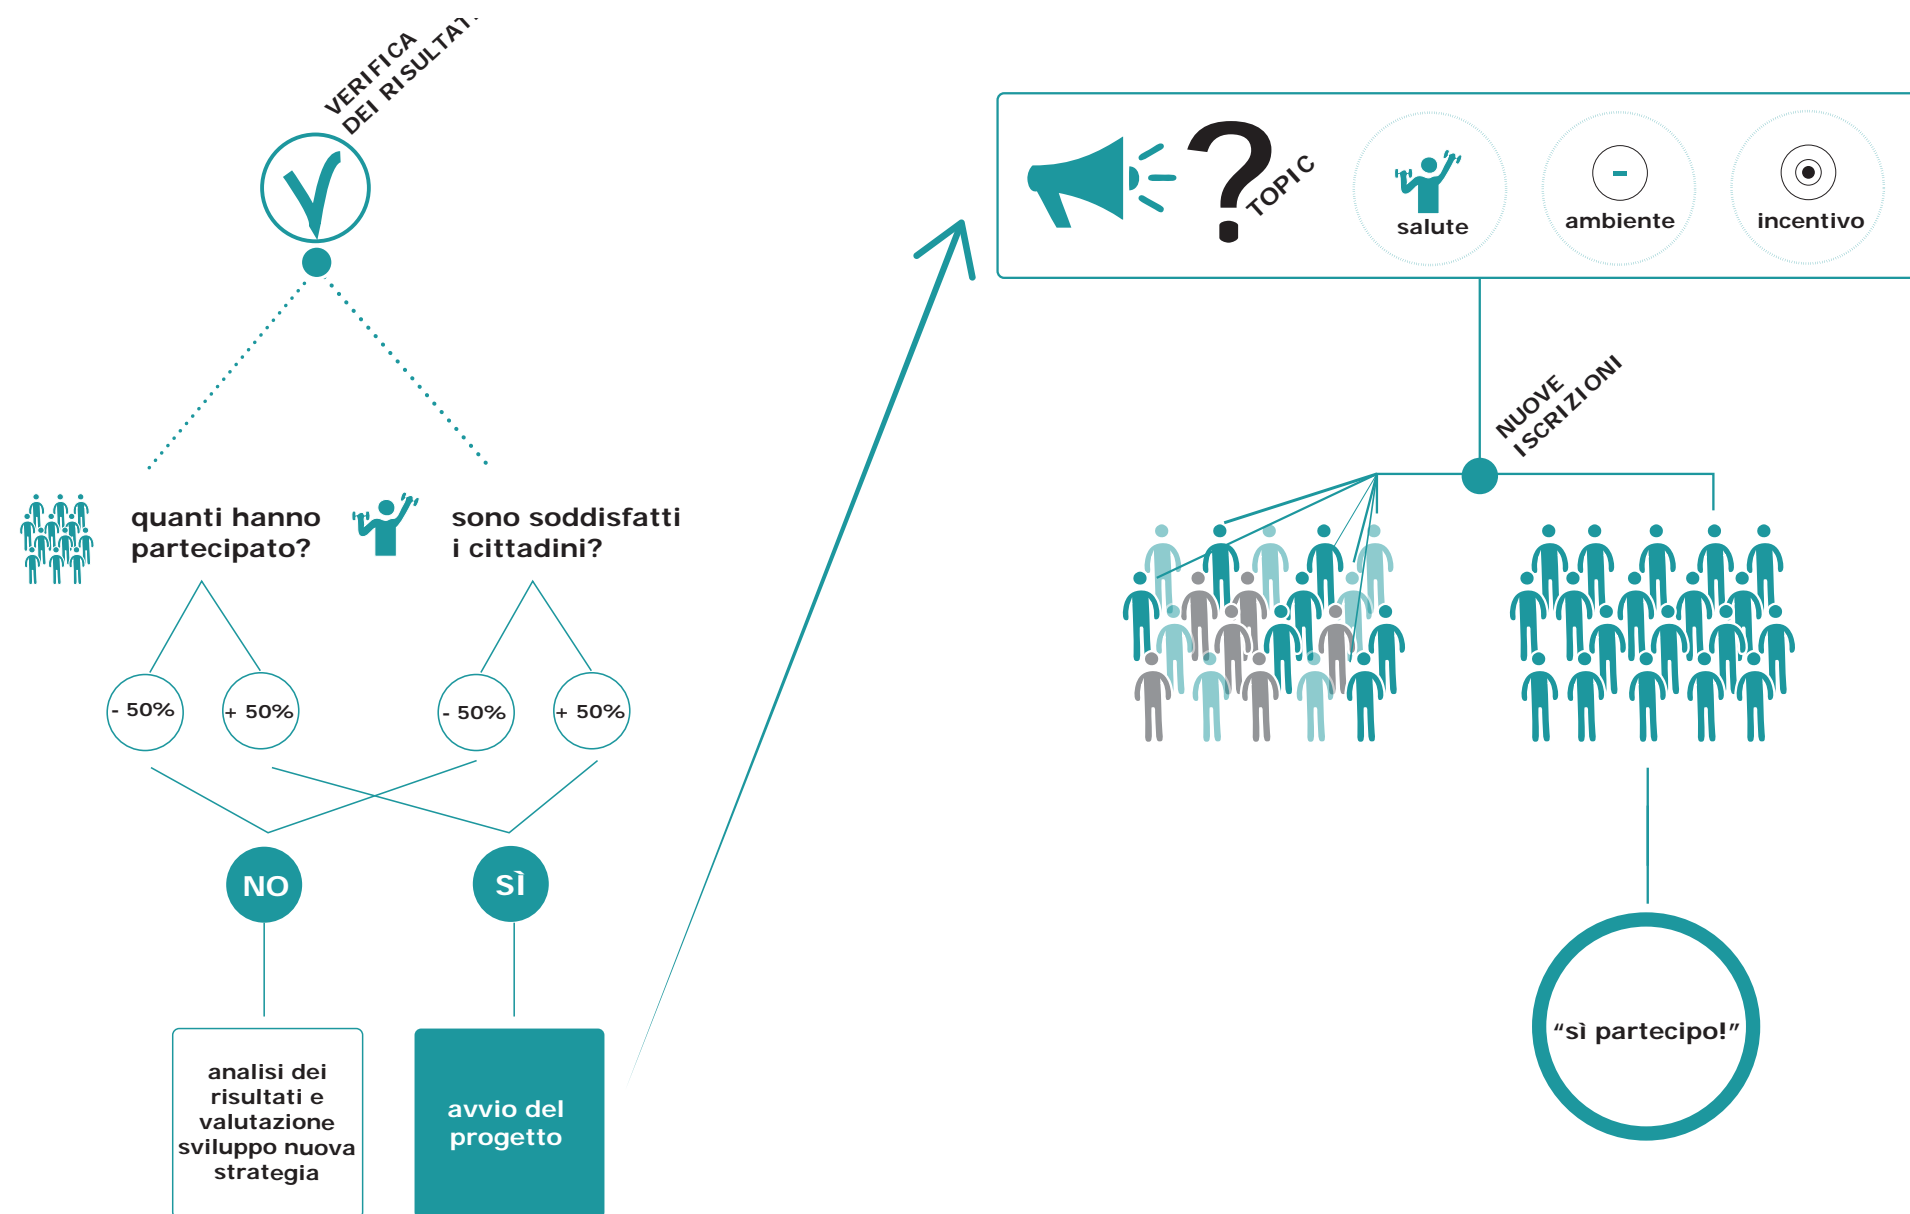 VERIFICA
DEI RISULTATI
quanti hanno
partecipato?
sono soddisfatti
i cittadini?
- 50%
+ 50%
- 50%
+ 50%
NO
SÌ
analisi dei
risultati e
valutazione
sviluppo nuova
strategia
avvio del
progetto
?
TOPIC
salute
ambiente
incentivo
NUOVE
ISCRIZIONI
“sì partecipo!”